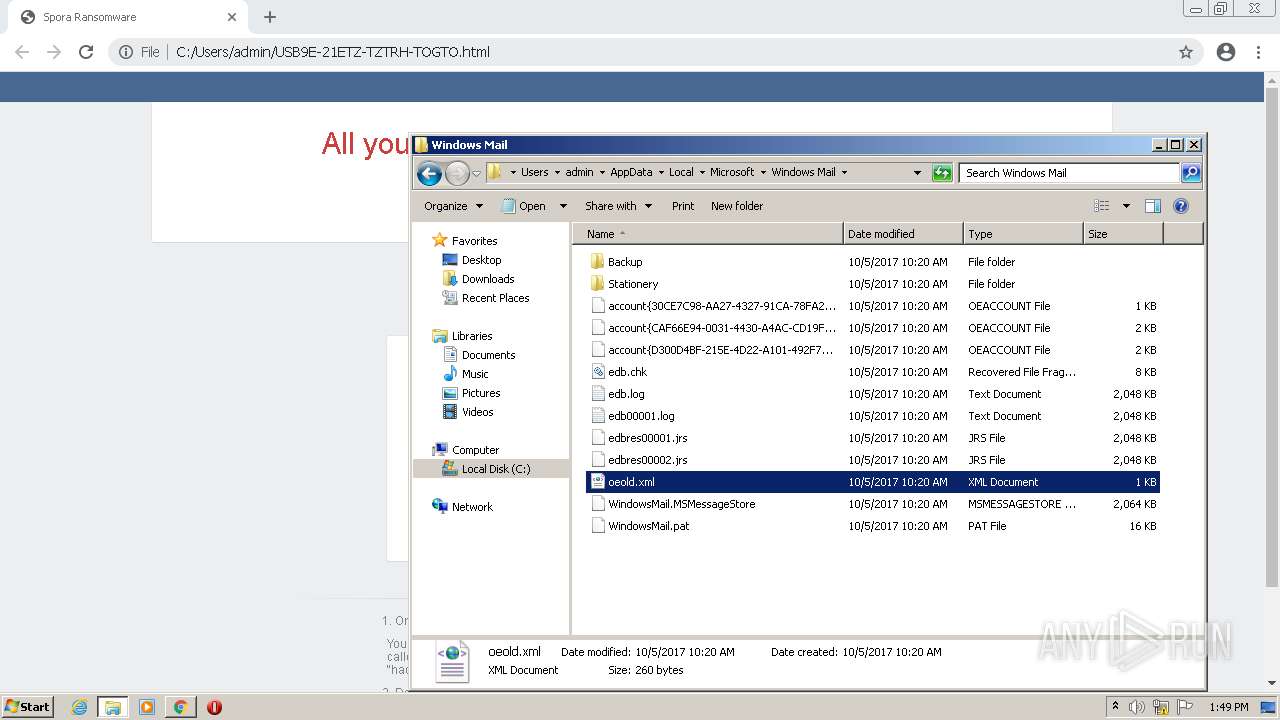 Spora Ransomware
File | C:/Users/admin/USB9E-21ETZ-TZTRH-TOGTO.html
All you
Windows Mail
Users admin AppData Local Microsoft Windows Mail
Search Windows Mail
Organize Open Share with Print New folder
Favorites
Desktop
Downloads
Recent Places
Libraries
Documents
Music
Pictures
Videos
Computer
Local Disk (C:)
Network
Name Date modified Type Size
Backup 10/5/2017 10:20 AM File folder
Stationery 10/5/2017 10:20 AM File folder
account{30CE7C98-AA27-4327-91CA-78FA2... 10/5/2017 10:20 AM OEACCOUNT File 1 KB
account{CAF66E94-0031-4430-A4AC-CD19F... 10/5/2017 10:20 AM OEACCOUNT File 2 KB
account{D300D4BF-215E-4D22-A101-492F7... 10/5/2017 10:20 AM OEACCOUNT File 2 KB
edb.chk 10/5/2017 10:20 AM Recovered File Frag... 8 KB
edb.log 10/5/2017 10:20 AM Text Document 2,048 KB
edb00001.log 10/5/2017 10:20 AM Text Document 2,048 KB
edbres00001.jrs 10/5/2017 10:20 AM JRS File 2,048 KB
edbres00002.jrs 10/5/2017 10:20 AM JRS File 2,048 KB
oeold.xml 10/5/2017 10:20 AM XML Document 1 KB
WindowsMail.MSMessageStore 10/5/2017 10:20 AM MSMESSAGESTORE ... 2,064 KB
WindowsMail.pat 10/5/2017 10:20 AM PAT File 16 KB
oeold.xml Date modified: 10/5/2017 10:20 AM Date created: 10/5/2017 10:20 AM
XML Document Size: 260 bytes
1. Or
You
calle
"ha
ANY RUN
Start
1:49 PM